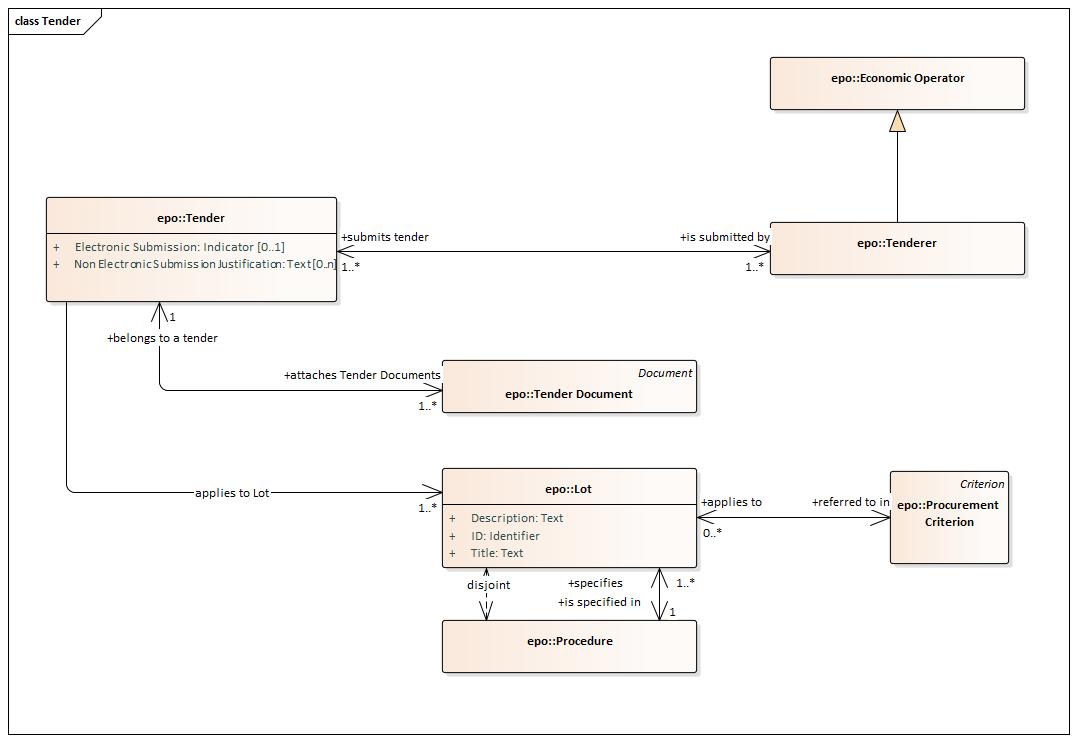 class Tender
epo::Economic Operator
epo::Tender
+ Electronic Submission: Indicator [0..1]
+ Non Electronic Submission Justification: Text[0..n]
+submits tender
1..*
+is submitted by
1..*
epo::Tenderer
1
+belongs to a tender
+attaches Tender Documents
1..*
Document
epo::Tender Document
applies to Lot
1..*
epo::Lot
+ Description: Text
+ ID: Identifier
+ Title: Text
+applies to
0..*
+referred to in
Criterion
epo::Procurement
Criterion
disjoint
+specifies
1..*
+is specified in
1
epo::Procedure